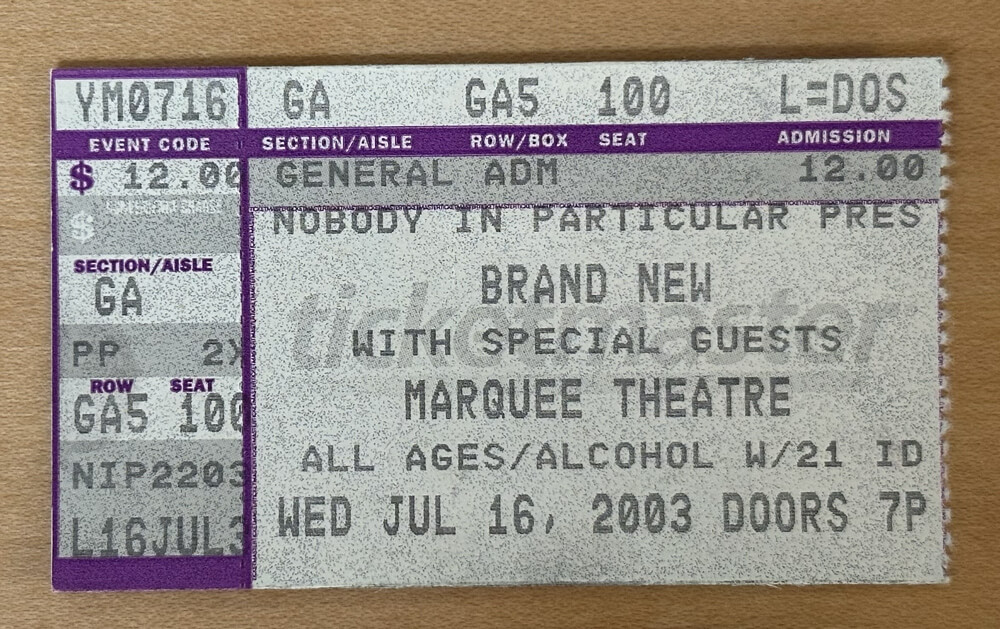 YM0716 GA GA5 100 L=DOS
EVENT CODE SECTION/AISLE ROW/BOX SEAT ADMISSION
$ 12.00 GENERAL ADM 12.00
$
NOBODY IN PARTICULAR PRES
BRAND NEW
WITH SPECIAL GUESTS
MARQUEE THEATRE
ALL AGES/ALCOHOL W/21 ID
WED JUL 16, 2003 DOORS 7P
ticketmaster
SECTION/AISLE
GA
PP 2X
ROW SEAT
GA5 100
NIP2203
L16JUL3